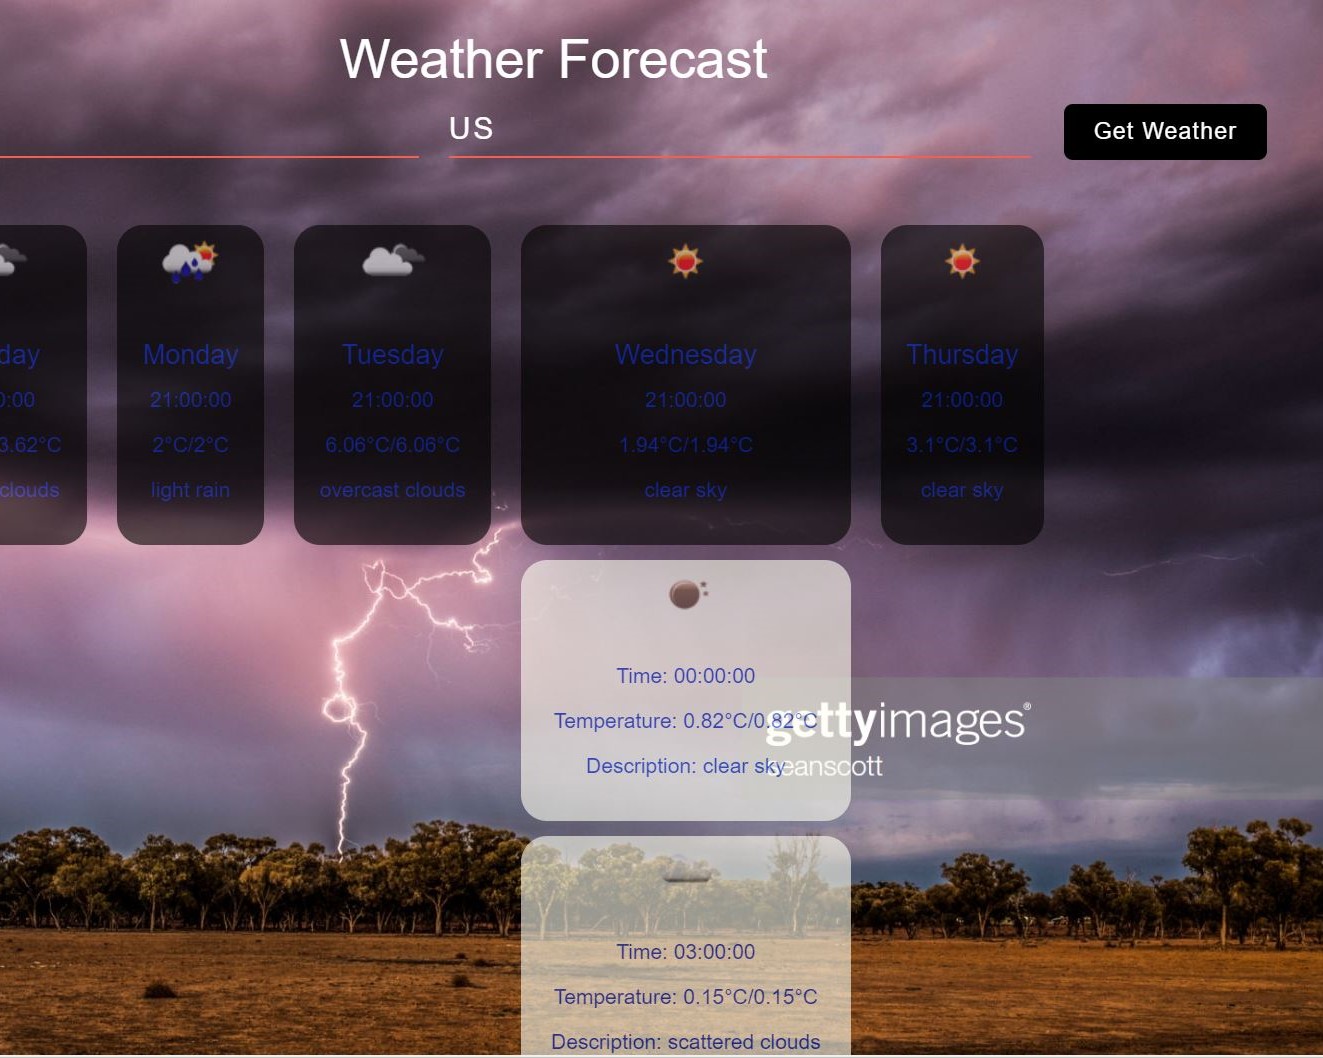 Weather Forecast
US
Get Weather
day
0:00
3.62°C
clouds
Monday
21:00:00
2°C/2°C
light rain
Tuesday
21:00:00
6.06°C/6.06°C
overcast clouds
Wednesday
21:00:00
1.94°C/1.94°C
clear sky
Thursday
21:00:00
3.1°C/3.1°C
clear sky
Time: 00:00:00
Temperature: 0.82°C/0.82°C
Description: clear sky
gettyimages®
seanscott
Time: 03:00:00
Temperature: 0.15°C/0.15°C
Description: scattered clouds